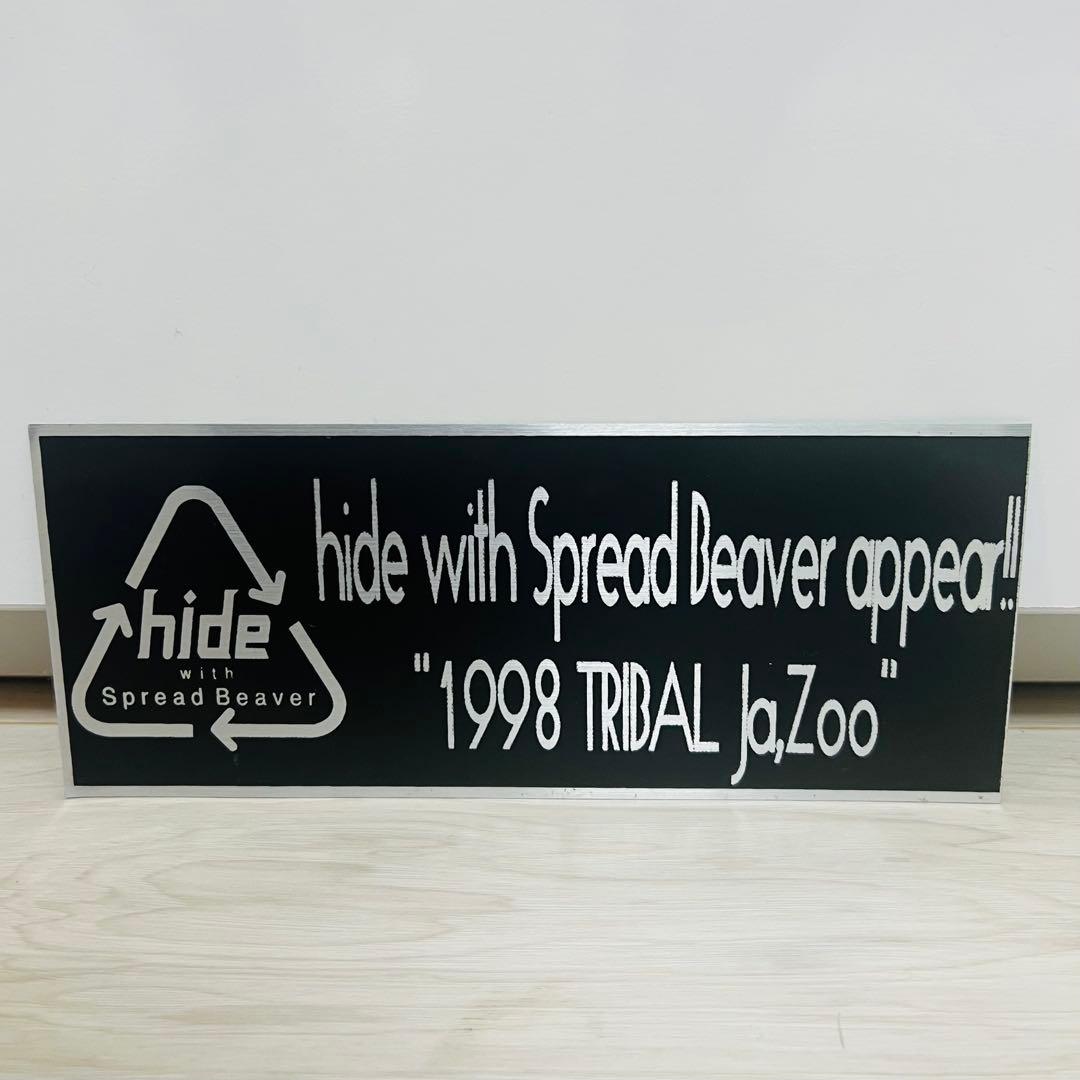 hide
with
Spread Beaver
hide with Spread Beaver appear!!
"1998 TRIBAL Ja,Zoo"